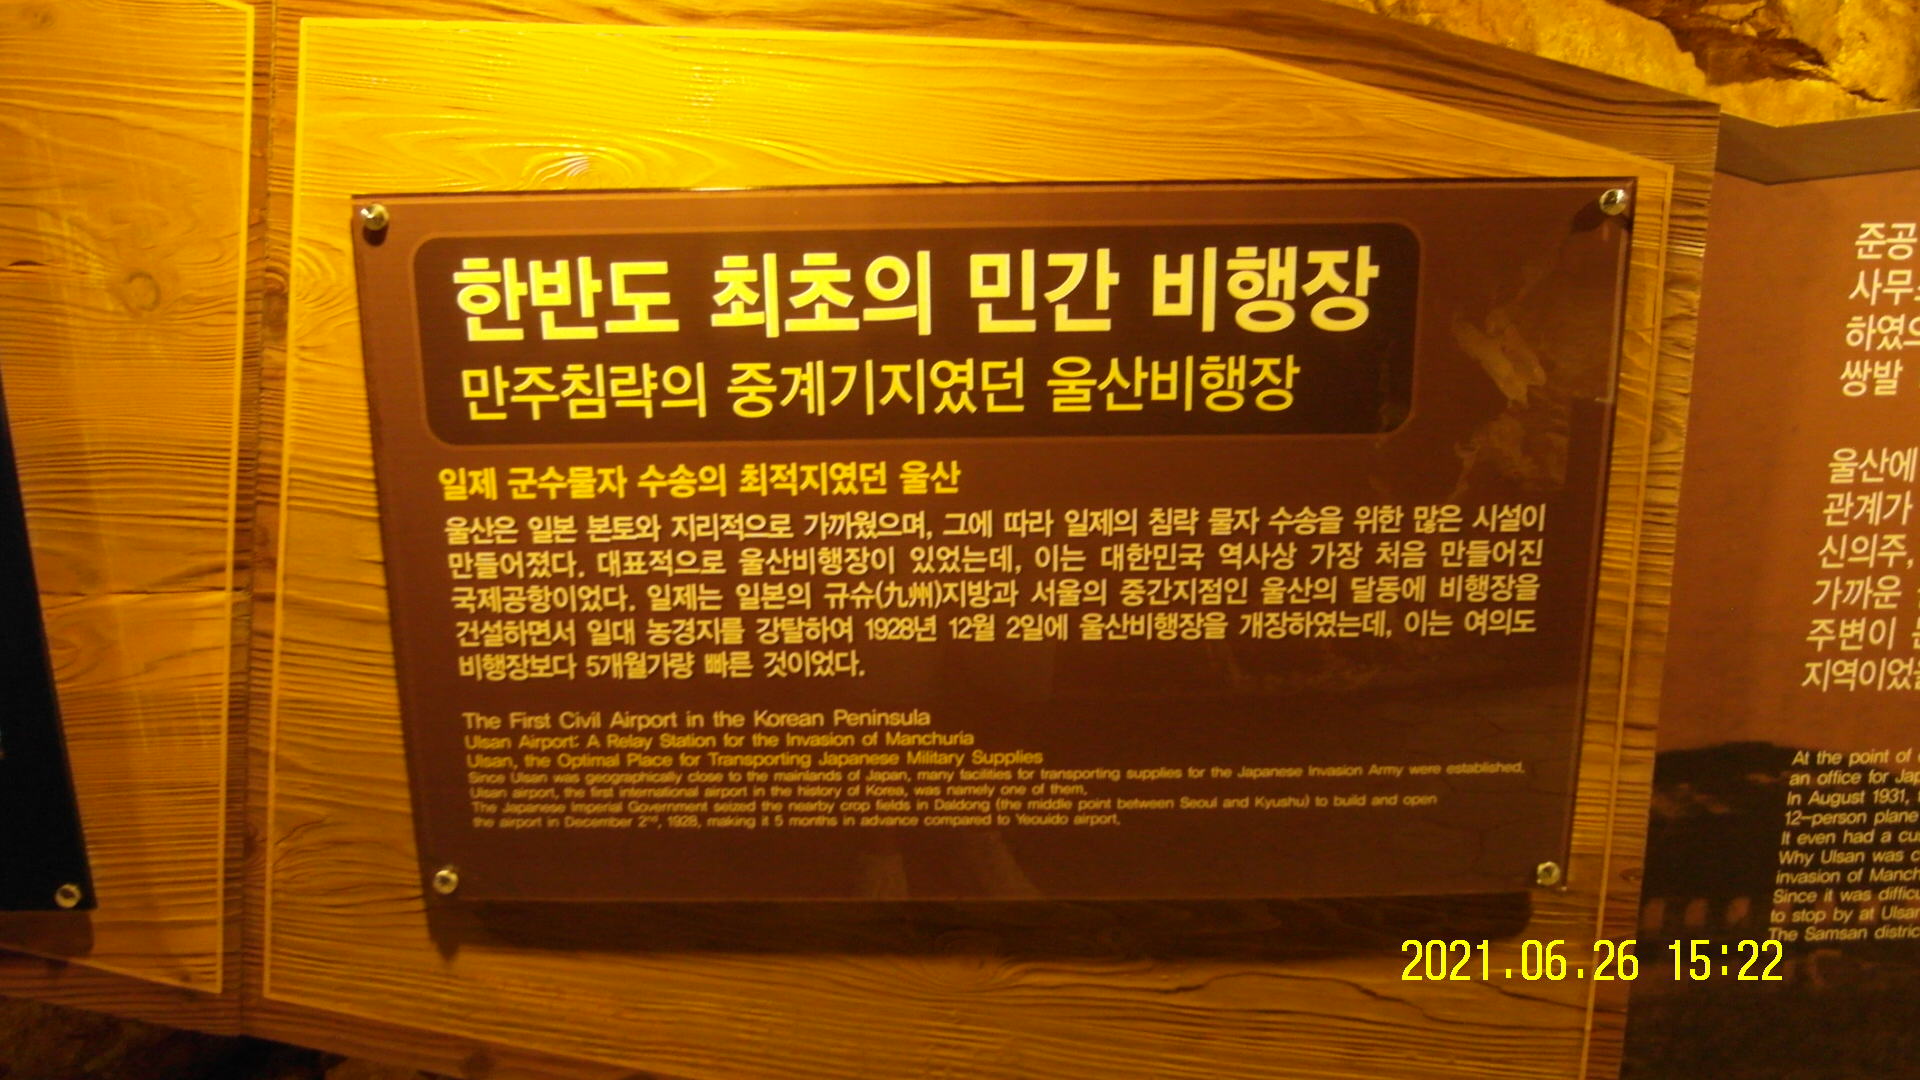 한반도 최초의 민간 비행장
만주침략의 중계기지였던 울산비행장
일제 군수물자 수송의 최적지였던 울산
울산은 일본 본토와 지리적으로 가까웠으며, 그에 따라 일제의 침략 물자 수송을 위한 많은 시설이
만들어졌다. 대표적으로 울산비행장이 있었는데, 이는 대한민국 역사상 가장 처음 만들어진
국제공항이었다. 일제는 일본의 규슈(九州)지방과 서울의 중간지점인 울산의 달동에 비행장을
건설하면서 일대 농경지를 강탈하여 1928년 12월 2일에 울산비행장을 개장하였는데, 이는 여의도
비행장보다 5개월가량 빠른 것이었다.
The First Civil Airport in the Korean Peninsula
Ulsan Airport: A Relay Station for the Invasion of Manchuria
Ulsan, the Optimal Place for Transporting Japanese Military Supplies
Since Ulsan was geographically close to the mainlands of Japan, many facilities for transporting supplies for the Japanese Invasion Army were established.
Ulsan airport, the first international airport in the history of Korea, was namely one of them.
The Japanese Imperial Government seized the nearby crop fields in Daldong (the middle point between Seoul and Kyushu) to build and open
the airport in December 2nd, 1928, making it 5 months in advance compared to Yeouido airport.
준공
사무
하였으
쌍발
울산에
관계가
신의주,
가까운
주변이
지역이었
At the point of
an office for Jap
In August 1931,
12-person plane
It even had a cu
Why Ulsan was c
invasion of Manch
Since it was difficu
to stop by at Ulsan
The Samsan distric
2021.06.26 15:22